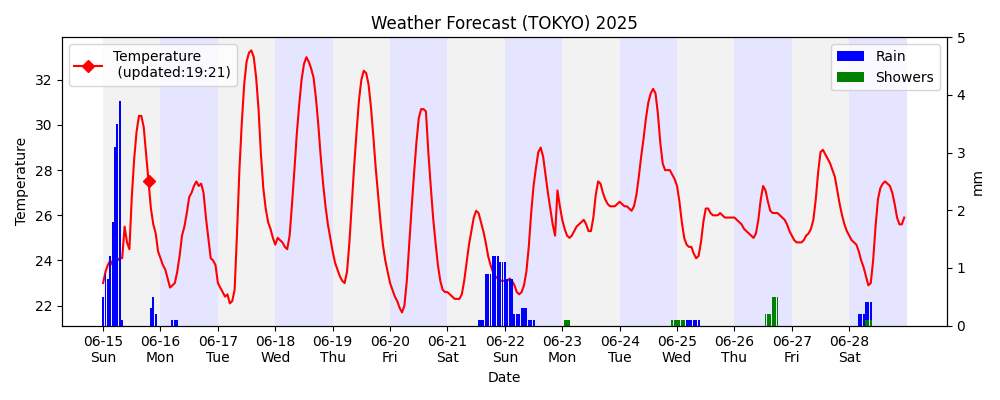 Weather Forecast (TOKYO) 2025
Temperature
(updated:19:21)
Rain
Showers
Temperature
32
30
28
26
24
22
5
4
3
2
1
0
mm
06-15 06-16 06-17 06-18 06-19 06-20 06-21 06-22 06-23 06-24 06-25 06-26 06-27 06-28
Sun Mon Tue Wed Thu Fri Sat Sun Mon Tue Wed Thu Fri Sat
Date